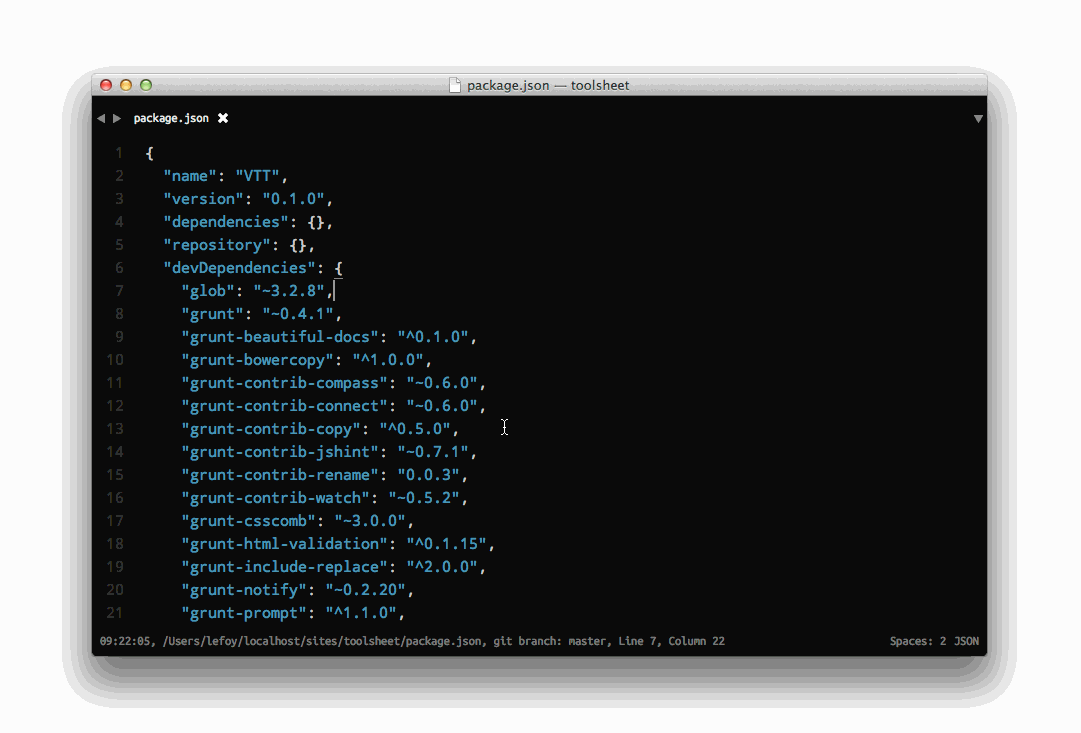 package.json — toolsheet
package.json ✖
1 {
2 "name": "VTT",
3 "version": "0.1.0",
4 "dependencies": {},
5 "repository": {},
6 "devDependencies": {
7 "glob": "~3.2.8",
8 "grunt": "~0.4.1",
9 "grunt-beautiful-docs": "^0.1.0",
10 "grunt-bowercopy": "^1.0.0",
11 "grunt-contrib-compass": "~0.6.0",
12 "grunt-contrib-connect": "~0.6.0",
13 "grunt-contrib-copy": "^0.5.0",
14 "grunt-contrib-jshint": "~0.7.1",
15 "grunt-contrib-rename": "0.0.3",
16 "grunt-contrib-watch": "~0.5.2",
17 "grunt-csscomb": "~3.0.0",
18 "grunt-html-validation": "^0.1.15",
19 "grunt-include-replace": "^2.0.0",
20 "grunt-notify": "~0.2.20",
21 "grunt-prompt": "^1.1.0",
09:22:05, /Users/lefoy/localhost/sites/toolsheet/package.json, git branch: master, Line 7, Column 22 Spaces: 2 JSON